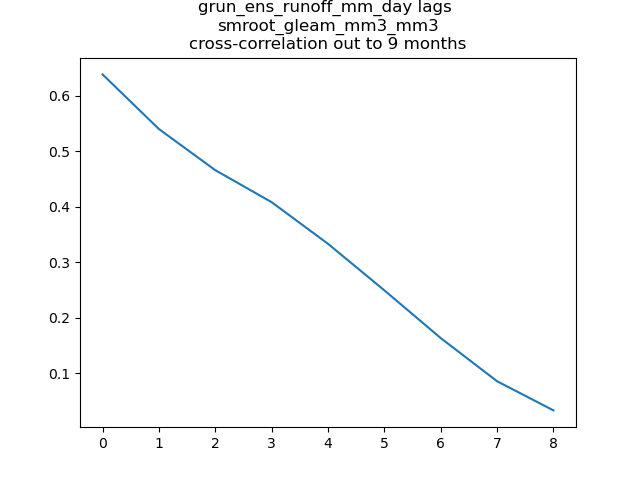 grun_ens_runoff_mm_day lags
smroot_gleam_mm3_mm3
cross-correlation out to 9 months
0.6
0.5
0.4
0.3
0.2
0.1
0 1 2 3 4 5 6 7 8